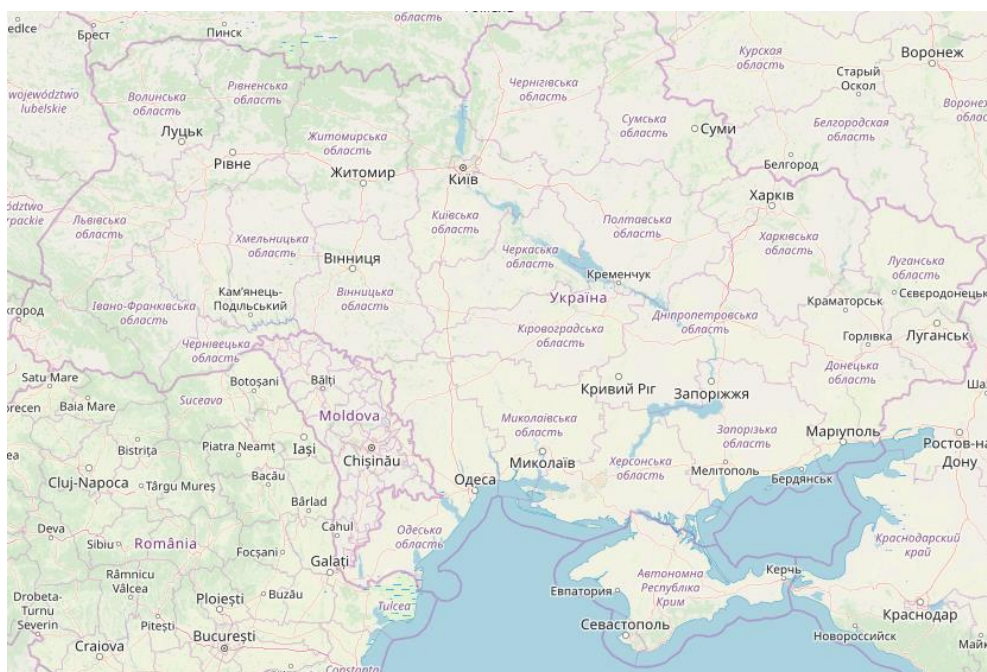 Брест
Пинск
Воронеж
Курская
область
Старый
Оскол
Чернігівська
область
województwo
lubelskie
Волинська
область
Рівненська
область
Луцьк
Рівне
Житомирська
область
Житомир
Київ
Сумська
область
Суми
Белгородская
область
Белгород
Харків
Львівська
область
Хмельницька
область
Київська
область
Полтавська
область
Черкаська
область
Харківська
область
Луганська
область
Вінниця
Вінницька
область
Кам'янець-
Подільський
Кременчук
Україна
Сєвєродонецьк
Краматорськ
Івано-Франківська
область
Кіровоградська
область
Дніпропетровська
область
Горлівка
Луганськ
Чернівецька
область
Донецька
область
Satu Mare
Baia Mare
Suceava
Botoșani
Bălți
Moldova
Кривий Ріг
Запоріжжя
Миколаївська
область
Запорізька
область
Маріуполь
Ростов-на-
Дону
Bistrița
Piatra Neamț
Iași
Chișinău
Миколаїв
Херсонська
область
Мелітополь
Бердянськ
Cluj-Napoca
Târgu Mureș
Bacău
Одеса
Bârlad
Cahul
Одеська
область
Deva
Sibiu
România
Focșani
Galați
Краснодарский
край
Râmnicu
Vâlcea
Ploiești
Buzău
Tulcea
Автономна
Республіка
Крим
Керчь
Евпатория
Севастополь
Краснодар
Новороссийск
Drobeta-
Turnu
Severin
Pitești
București
Craiova
Constanța